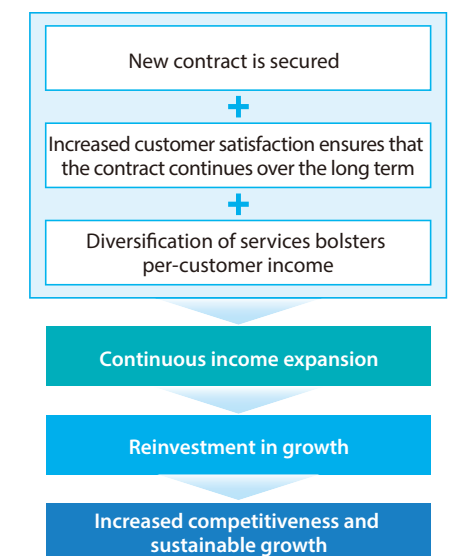 New contract is secured
+
Increased customer satisfaction ensures that
the contract continues over the long term
+
Diversification of services bolsters
per-customer income
Continuous income expansion
Reinvestment in growth
Increased competitiveness and
sustainable growth